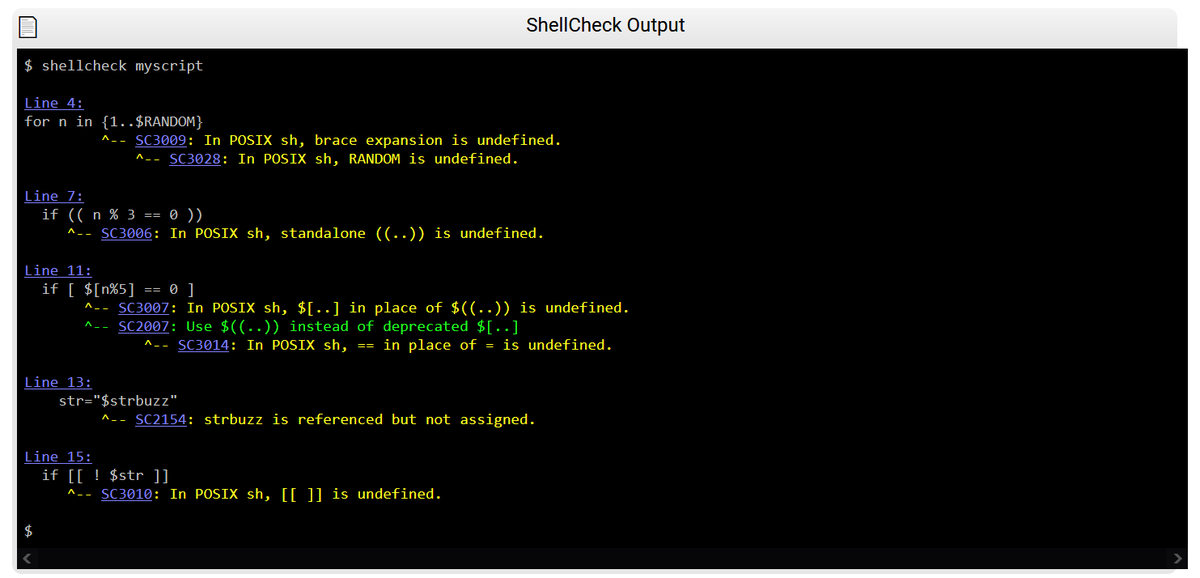 ShellCheck Output
$ shellcheck myscript
Line 4:
for n in {1..$RANDOM}
^-- SC3009: In POSIX sh, brace expansion is undefined.
^-- SC3028: In POSIX sh, RANDOM is undefined.
Line 7:
if (( n % 3 == 0 ))
^-- SC3006: In POSIX sh, standalone ((..)) is undefined.
Line 11:
if [ $[n%5] == 0 ]
^-- SC3007: In POSIX sh, $[..] in place of $((..)) is undefined.
^-- SC2007: Use $((..)) instead of deprecated $[..]
^-- SC3014: In POSIX sh, == in place of = is undefined.
Line 13:
str="$strbuzz"
^-- SC2154: strbuzz is referenced but not assigned.
Line 15:
if [[ ! $str ]]
^-- SC3010: In POSIX sh, [[ ]] is undefined.
$